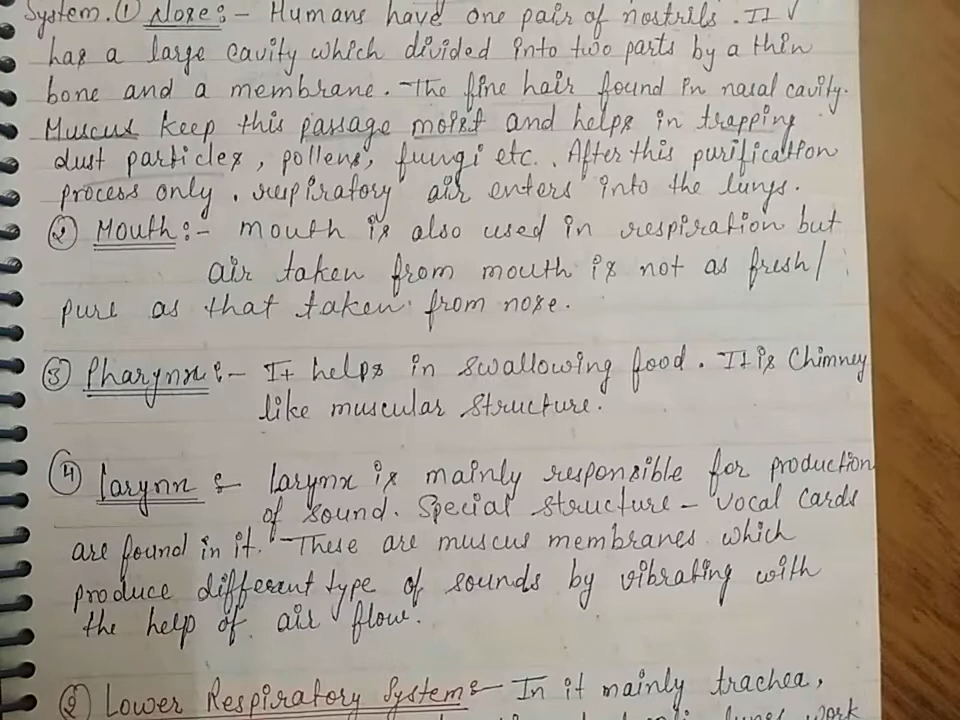 System. ① Nose :- Humans have one pair of nostrils. It
has a large cavity which divided into two parts by a thin
bone and a membrane. The fine hair found in nasal cavity.
Muscus keep this passage moist and helps in trapping
dust particles, pollens, fungi etc. After this purification
process only. respiratory air enters into the lungs.
② Mouth :- mouth is also used in respiration but
air taken from mouth is not as fresh/
pure as that taken from nose.
③ Pharynx :- It helps in swallowing food. It is Chimney
like muscular structure.
④ Larynx :- Larynx is mainly responsible for production
of sound. Special structure - vocal cards
are found in it. These are muscus membranes which
produce different type of sounds by vibrating with
the help of air flow.
② Lower Respiratory System :- In it mainly trachea,
lungs work